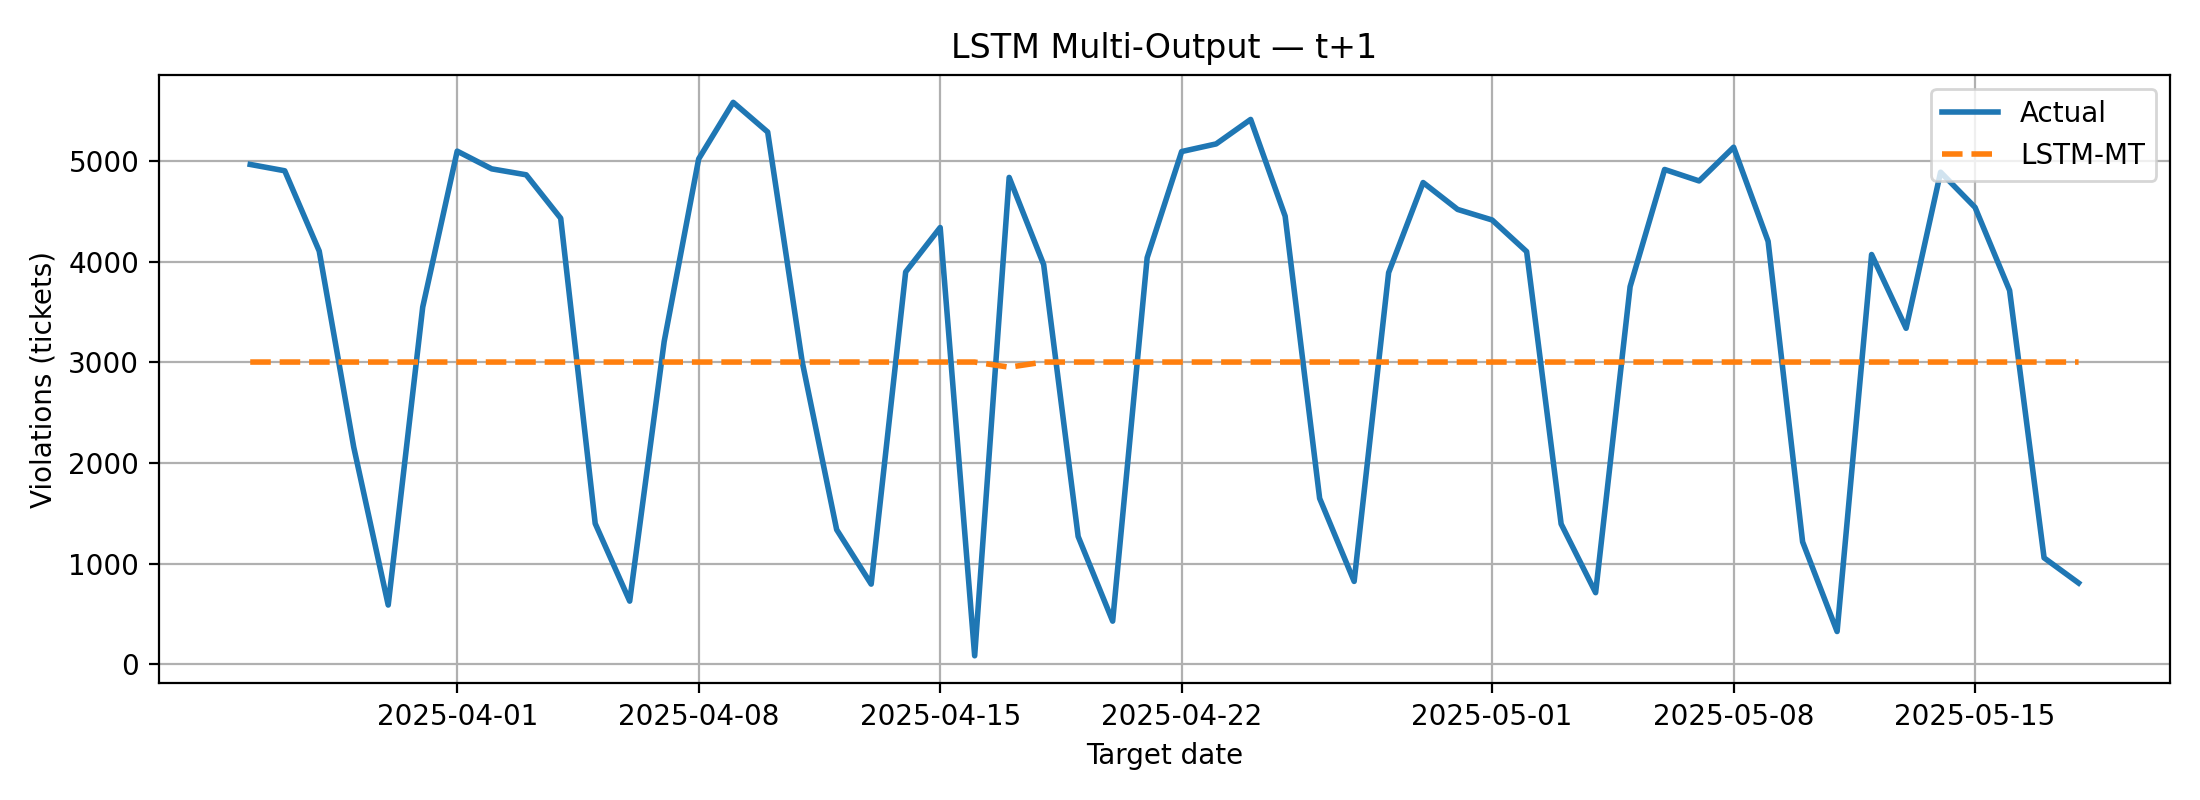 LSTM Multi-Output — t+1
Actual
LSTM-MT
Violations (tickets)
5000
4000
3000
2000
1000
0
2025-04-01 2025-04-08 2025-04-15 2025-04-22 2025-05-01 2025-05-08 2025-05-15
Target date